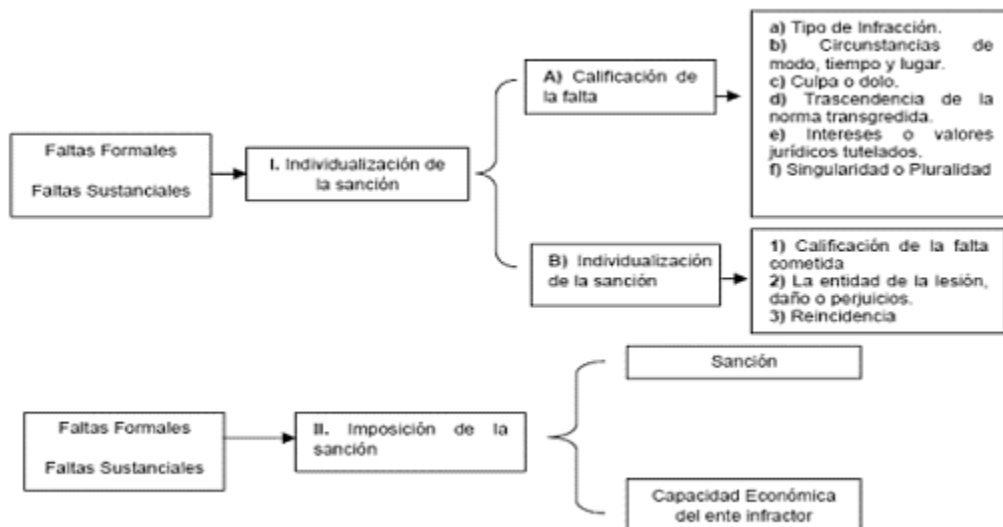 Faltas Formales
Faltas Sustanciales
I. Individualización de
la sanción
A) Calificación de
la falta
a) Tipo de Infracción.
b) Circunstancias de
modo, tiempo y lugar.
c) Culpa o dolo.
d) Trascendencia de la
norma transgredida.
e) Intereses o valores
jurídicos tutelados.
f) Singularidad o Pluralidad
B) Individualización
de la sanción
1) Calificación de la falta
cometida
2) La entidad de la lesión,
daño o perjuicios.
3) Reincidencia
Faltas Formales
Faltas Sustanciales
II. Imposición de la
sanción
Sanción
Capacidad Económica
del ente infractor